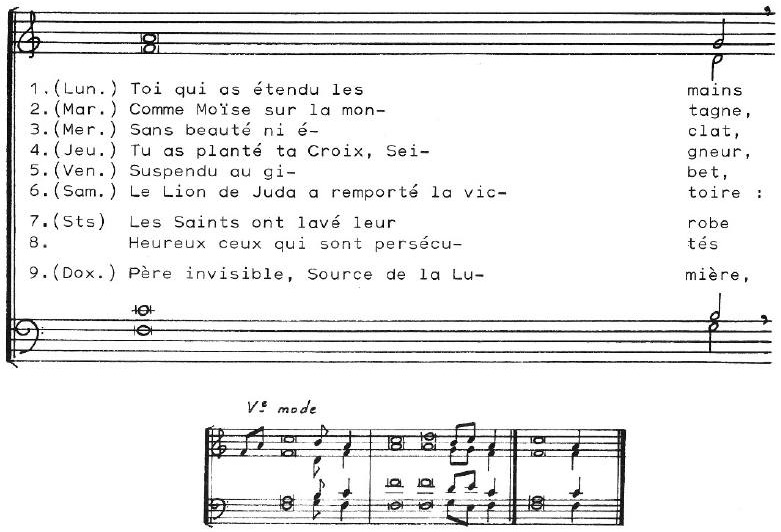 1.(Lun.) Toi qui as étendu les mains
2.(Mar.) Comme Moïse sur la mon- tagne,
3.(Mer.) Sans beauté ni é- clat,
4.(Jeu.) Tu as planté ta Croix, Sei- gneur,
5.(Ven.) Suspendu au gi- bet,
6.(Sam.) Le Lion de Juda a remporté la vic- toire :
7.(Sts) Les Saints ont lavé leur robe
8. Heureux ceux qui sont persécu- tés
9.(Dox.) Père invisible, Source de la Lu- mière,
Vᵉ mode